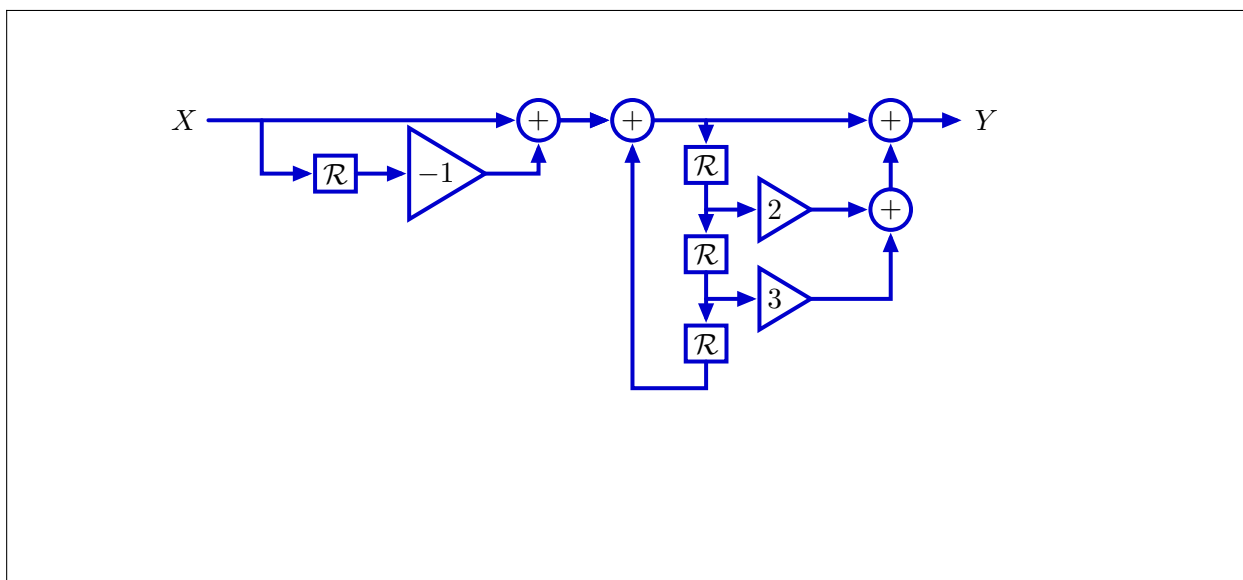 X + + + Y
ℛ −1 ℛ
2 +
ℛ
3
ℛ